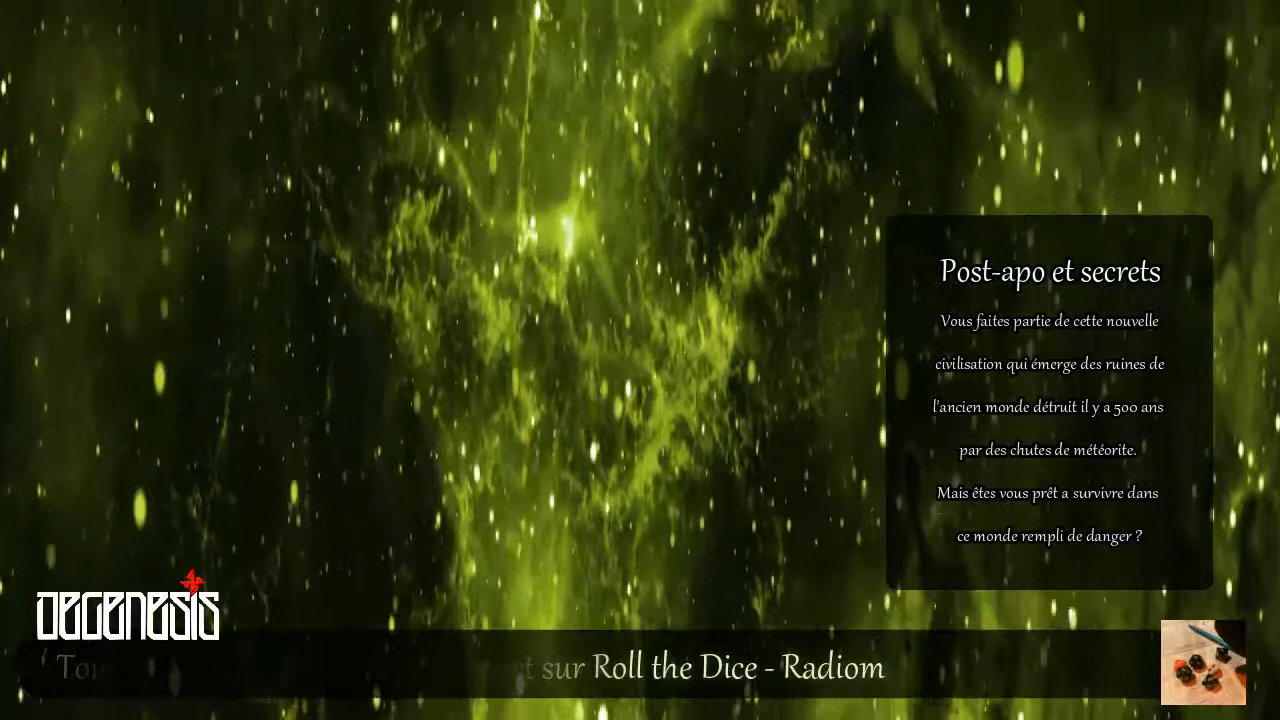 Post-apo et secrets
Vous faites partie de cette nouvelle
civilisation qui émerge des ruines de
l'ancien monde détruit il y a 500 ans
par des chutes de météorite.
Mais êtes vous prêt a survivre dans
ce monde rempli de danger ?
DEGENESIS
sur Roll the Dice - Radiom